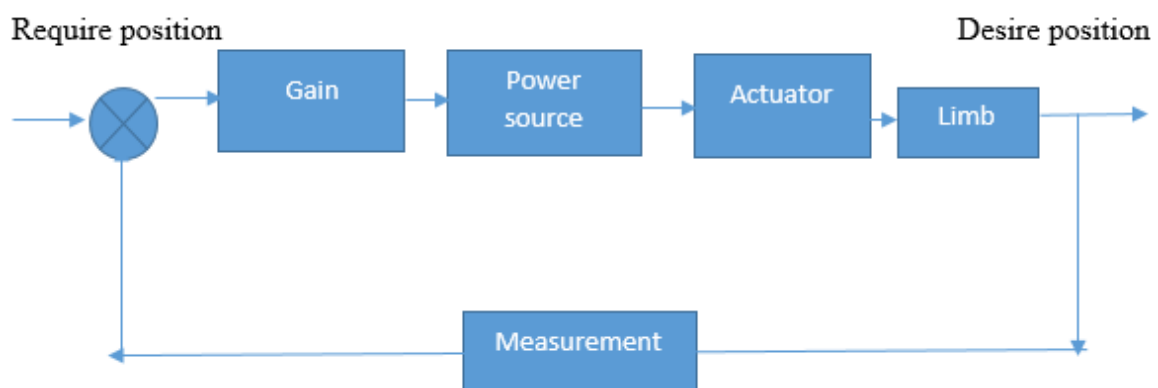 Require position
Desire position
Gain
Power
source
Actuator
Limb
Measurement